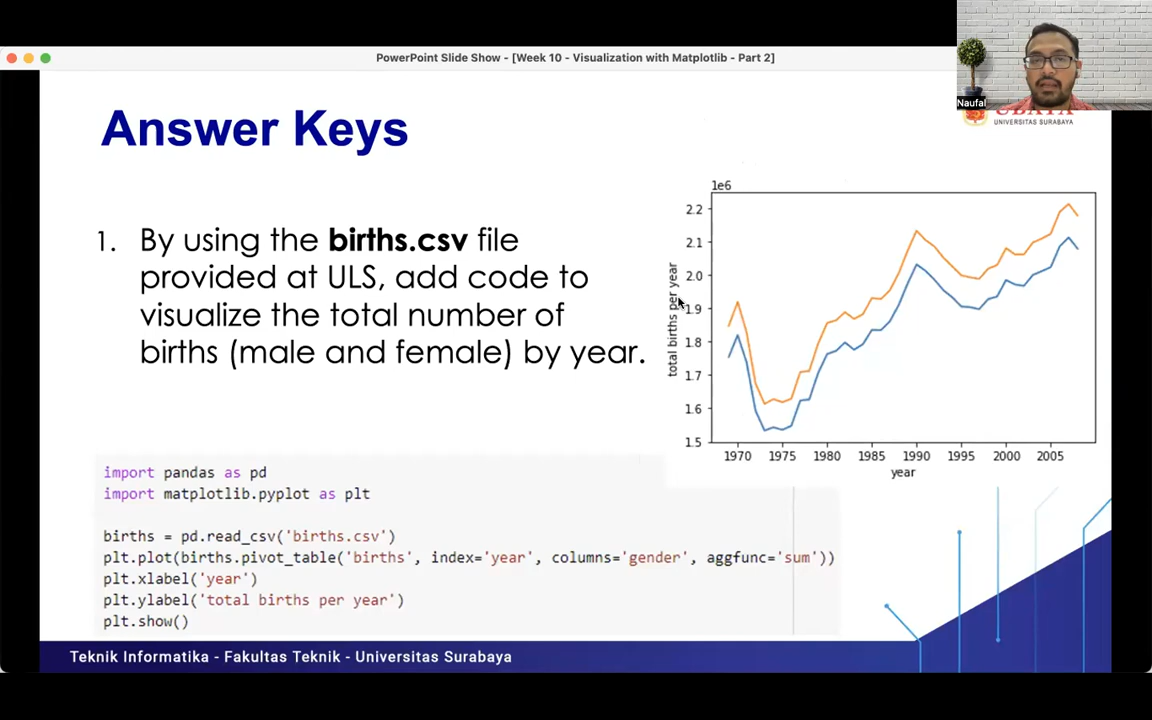 PowerPoint Slide Show - [Week 10 - Visualization with Matplotlib - Part 2]
Naufal
UNIVERSITAS SURABAYA
Answer Keys
1. By using the births.csv file
provided at ULS, add code to
visualize the total number of
births (male and female) by year.
1e6
2.2
2.1
2.0
1.9
1.8
1.7
1.6
1.5
total births per year
1970 1975 1980 1985 1990 1995 2000 2005
year
import pandas as pd
import matplotlib.pyplot as plt
births = pd.read_csv('births.csv')
plt.plot(births.pivot_table('births', index='year', columns='gender', aggfunc='sum'))
plt.xlabel('year')
plt.ylabel('total births per year')
plt.show()
Teknik Informatika - Fakultas Teknik - Universitas Surabaya